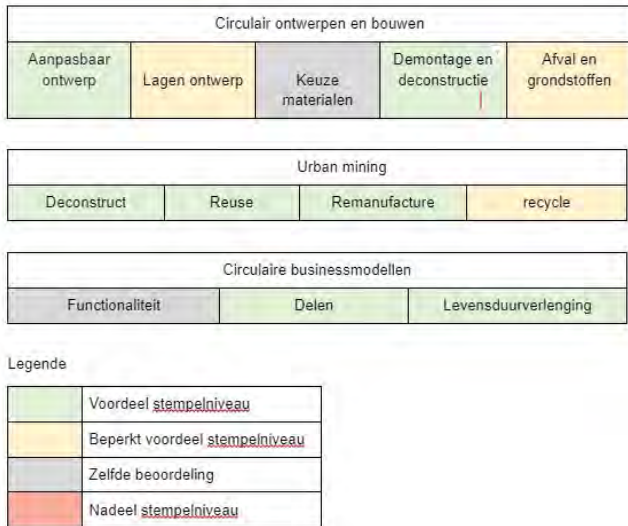 Circulair ontwerpen en bouwen
Aanpasbaar ontwerp
Lagen ontwerp
Keuze materialen
Demontage en deconstructie
Afval en grondstoffen
Urban mining
Deconstruct
Reuse
Remanufacture
recycle
Circulaire businessmodellen
Functionaliteit
Delen
Levensduurverlenging
Legende
Voordeel stempelniveau
Beperkt voordeel stempelniveau
Zelfde beoordeling
Nadeel stempelniveau